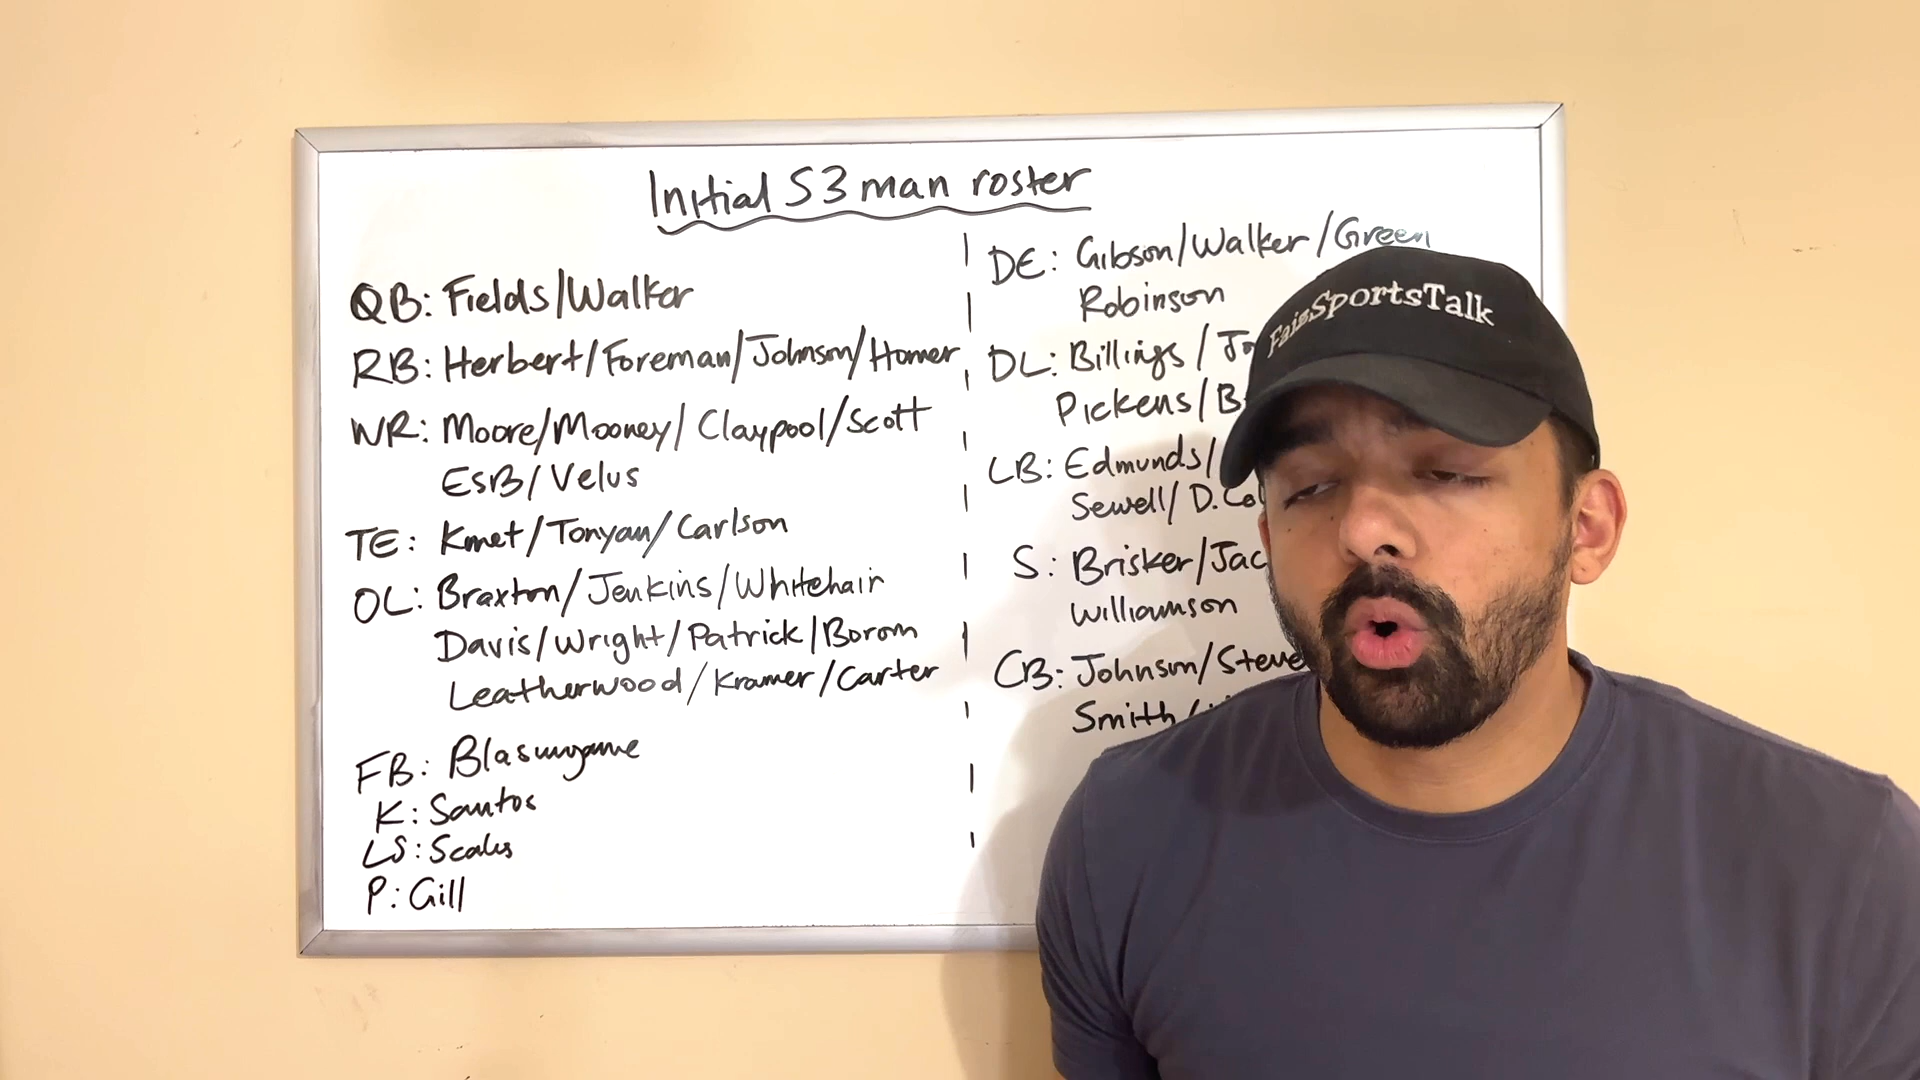 Initial 53 man roster
QB: Fields/Walker
RB: Herbert/Foreman/Johnson/Homer
WR: Moore/Mooney/Claypool/Scott
EsB/Velus
TE: Kmet/Tonyan/Carlson
OL: Braxton/Jenkins/Whitehair
Davis/Wright/Patrick/Borom
Leatherwood/Kramer/Carter
FB: Blasingame
K: Santos
LS: Scales
P: Gill
DE: Gibson/Walker/Green
Robinson
DL: Billings/
Pickens/
LB: Edmunds/
Sewell/D.
S: Brisker/
Williamson
CB: Johnson/
Smith/
FaizSportsTalk